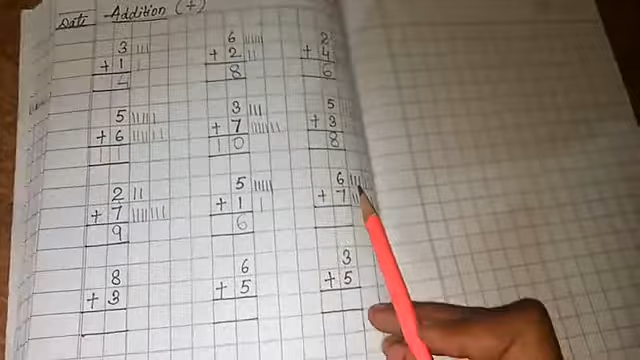 Date Addition (+)
3 6 2
+ 1 + 2 + 4
4 8 6
5 3 5
+ 6 + 7 + 3
11 10 8
2 5 6
+ 7 + 1 + 7
9 6
8 6 3
+ 3 + 5 + 5